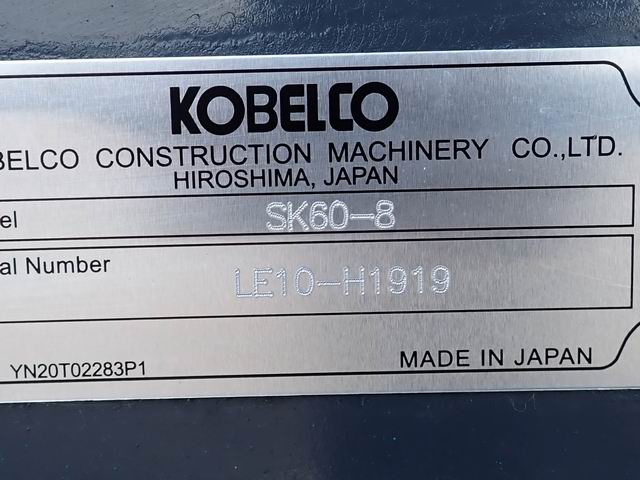 KOBELCO
BELCO CONSTRUCTION MACHINERY CO.,LTD.
HIROSHIMA, JAPAN
el SK60-8
al Number LE10-H1919
YN20T02283P1 MADE IN JAPAN